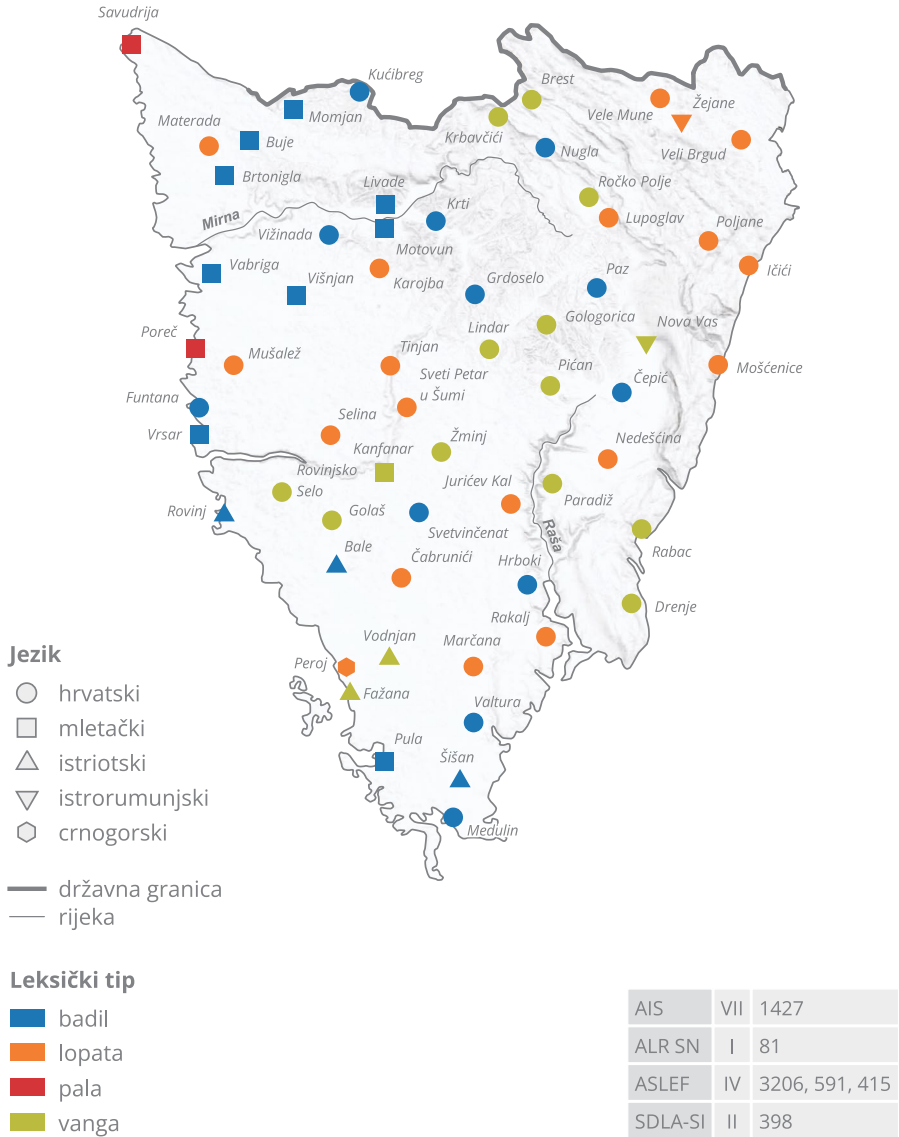 Savudrija
Kućibreg
Brest
Momjan
Vele Mune
Žejane
Materada
Krbavčići
Buje
Nugla
Veli Brgud
Brtonigla
Livade
Ročko Polje
Mirna
Krti
Lupoglav
Poljane
Vižinada
Motovun
Vabriga
Višnjan
Karojba
Grdoselo
Paz
Ičići
Lindar
Gologorica
Nova Vas
Poreč
Mušalež
Tinjan
Pićan
Mošćenice
Sveti Petar
u Šumi
Čepić
Funtana
Selina
Vrsar
Kanfanar
Žminj
Nedešćina
Rovinjsko
Selo
Jurićev Kal
Paradiž
Rovinj
Golaš
Svetvinčenat
Raša
Rabac
Bale
Čabrunići
Hrboki
Drenje
Rakalj
Vodnjan
Marčana
Peroj
Fažana
Valtura
Pula
Šišan
Medulin
Jezik
hrvatski
mletački
istriotski
istrorumunjski
crnogorski
državna granica
rijeka
Leksički tip
badil
lopata
pala
vanga
AIS VII 1427
ALR SN I 81
ASLEF IV 3206, 591, 415
SDLA-SI II 398